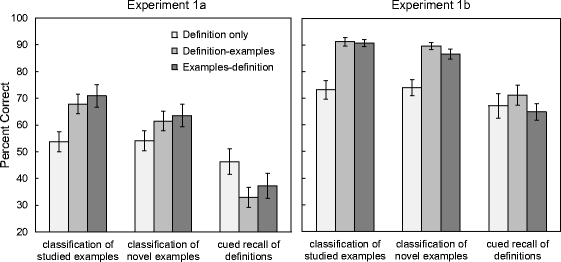 Experiment 1a
Experiment 1b
100
90
80
70
60
50
40
30
20
Percent Correct
Definition only
Definition-examples
Examples-definition
classification of
studied examples
classification of
novel examples
cued recall of
definitions
classification of
studied examples
classification of
novel examples
cued recall of
definitions